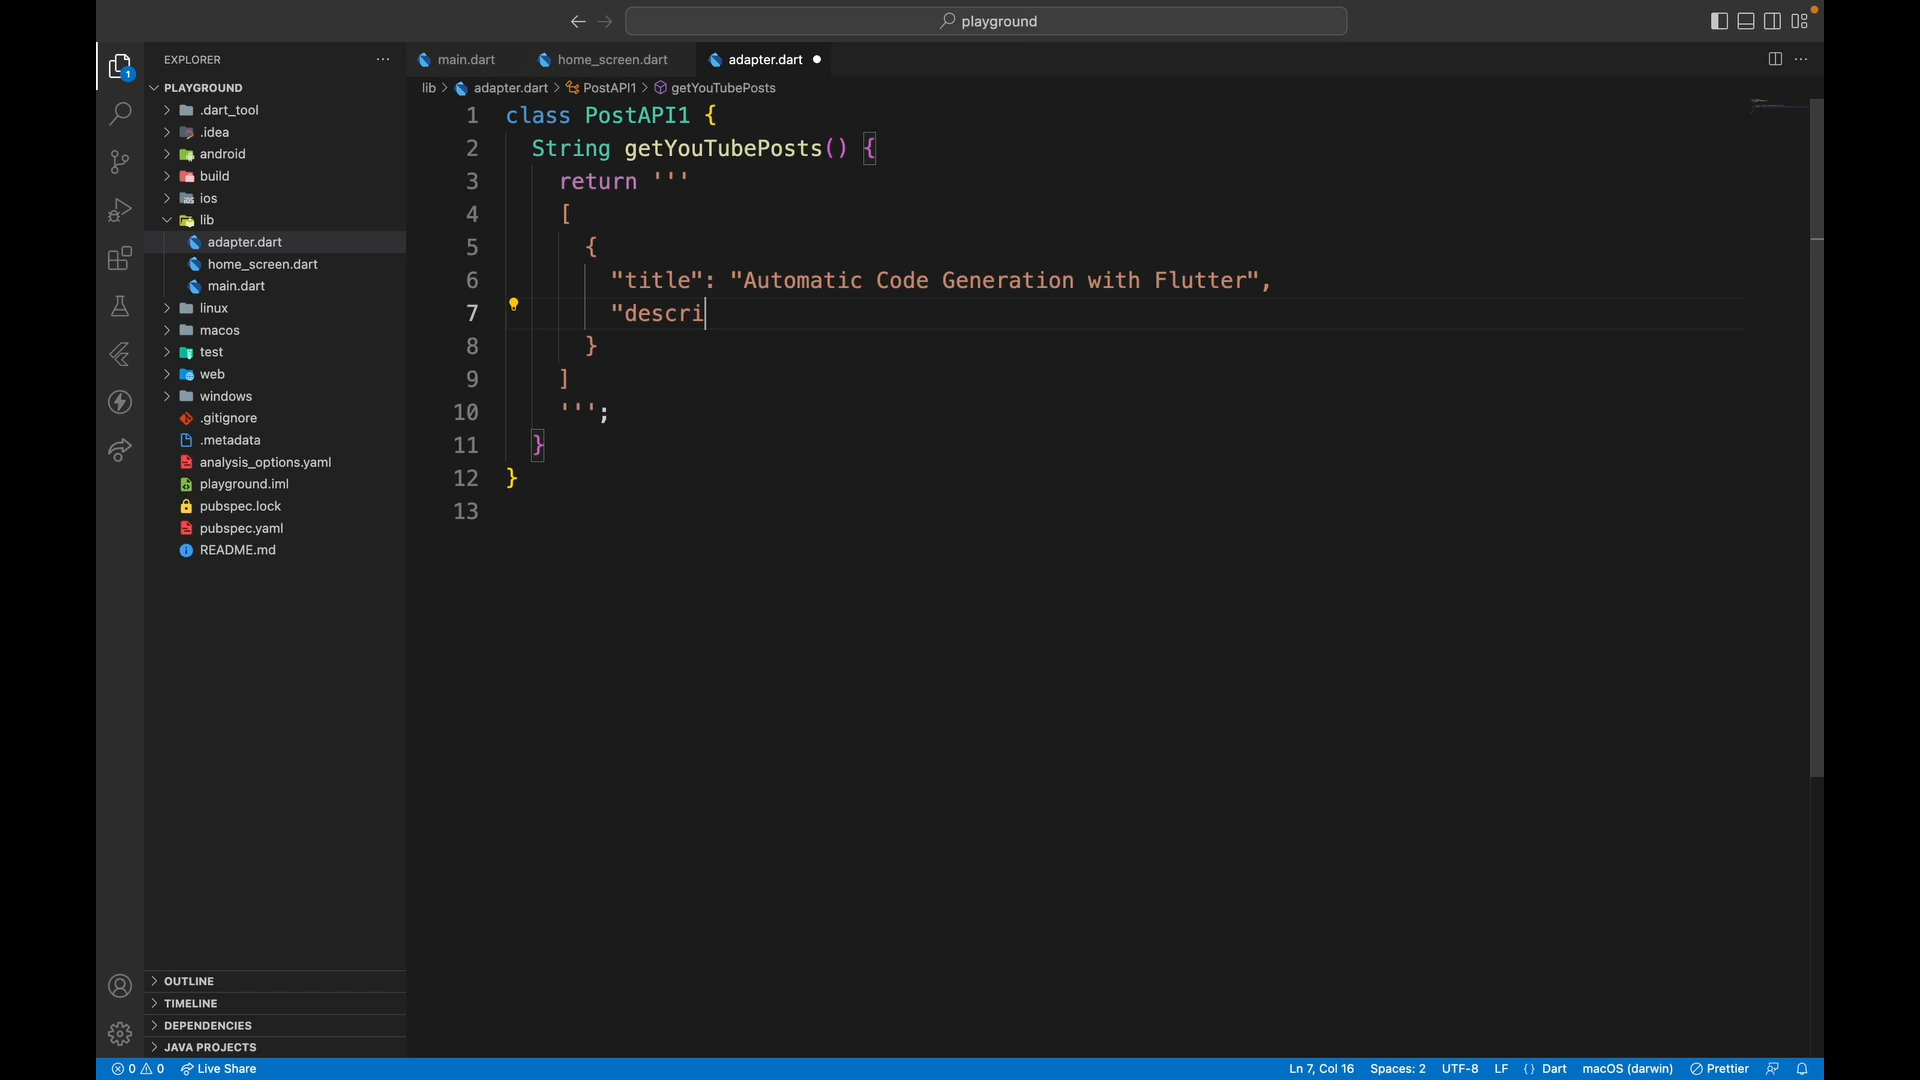 playground
EXPLORER
main.dart
home_screen.dart
adapter.dart
PLAYGROUND
lib > adapter.dart > PostAPI1 > getYouTubePosts
.dart_tool
.idea
android
build
ios
lib
adapter.dart
home_screen.dart
main.dart
linux
macos
test
web
windows
.gitignore
.metadata
analysis_options.yaml
playground.iml
pubspec.lock
pubspec.yaml
README.md
OUTLINE
TIMELINE
DEPENDENCIES
JAVA PROJECTS
1 class PostAPI1 {
2 String getYouTubePosts() {
3 return '''
4 [
5 {
6 "title": "Automatic Code Generation with Flutter",
7 "descri
8 }
9 ]
10 ''';
11 }
12 }
13
1
0 0 Live Share Ln 7, Col 16 Spaces: 2 UTF-8 LF {} Dart macOS (darwin) Prettier